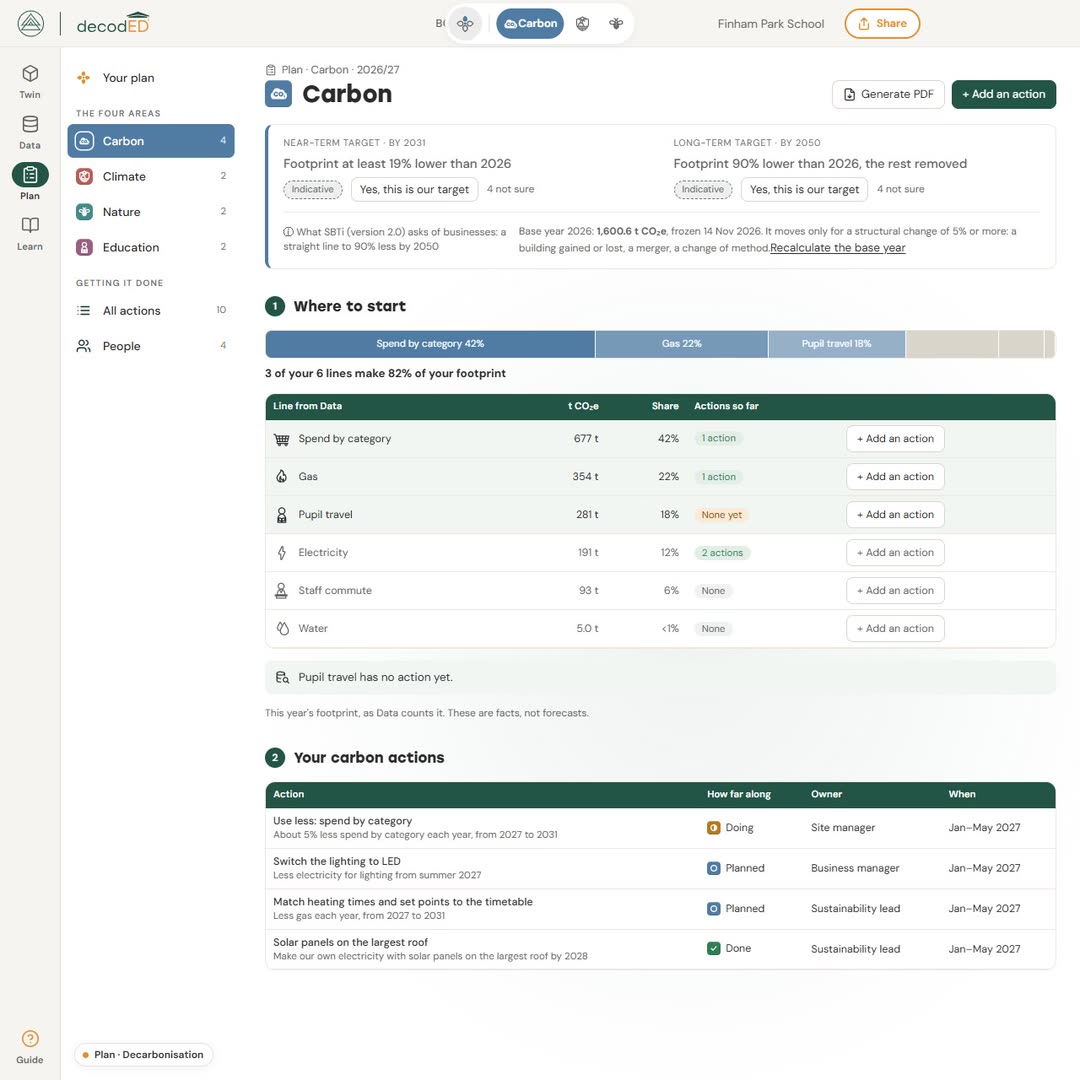 decodED
Carbon
Finham Park School
Share
Twin
Data
Plan
Learn
Guide
Your plan
THE FOUR AREAS
Carbon 4
Climate 2
Nature 2
Education 2
GETTING IT DONE
All actions 10
People 4
Plan · Decarbonisation
Plan · Carbon · 2026/27
CO₂ Carbon
Generate PDF
+ Add an action
NEAR-TERM TARGET · BY 2031
Footprint at least 19% lower than 2026
Indicative Yes, this is our target 4 not sure
LONG-TERM TARGET · BY 2050
Footprint 90% lower than 2026, the rest removed
Indicative Yes, this is our target 4 not sure
What SBTi (version 2.0) asks of businesses: a
straight line to 90% less by 2050
Base year 2026: 1,600.6 t CO₂e, frozen 14 Nov 2026. It moves only for a structural change of 5% or more: a
building gained or lost, a merger, a change of method.Recalculate the base year
1 Where to start
Spend by category 42% Gas 22% Pupil travel 18%
3 of your 6 lines make 82% of your footprint
Line from Data t CO₂e Share Actions so far
Spend by category 677 t 42% 1 action + Add an action
Gas 354 t 22% 1 action + Add an action
Pupil travel 281 t 18% None yet + Add an action
Electricity 191 t 12% 2 actions + Add an action
Staff commute 93 t 6% None + Add an action
Water 5.0 t <1% None + Add an action
Pupil travel has no action yet.
This year's footprint, as Data counts it. These are facts, not forecasts.
2 Your carbon actions
Action How far along Owner When
Use less: spend by category Doing Site manager Jan–May 2027
About 5% less spend by category each year, from 2027 to 2031
Switch the lighting to LED Planned Business manager Jan–May 2027
Less electricity for lighting from summer 2027
Match heating times and set points to the timetable Planned Sustainability lead Jan–May 2027
Less gas each year, from 2027 to 2031
Solar panels on the largest roof Done Sustainability lead Jan–May 2027
Make our own electricity with solar panels on the largest roof by 2028